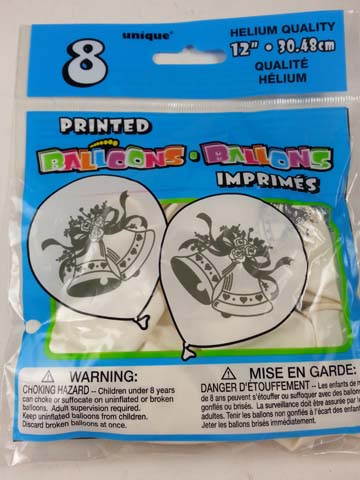 8
unique®
HELIUM QUALITY
12" • 30.48cm
QUALITÉ
HÉLIUM
PRINTED
BALLOONS • BALLONS
IMPRIMÉS
⚠ WARNING:
CHOKING HAZARD – Children under 8 years
can choke or suffocate on uninflated or broken
balloons. Adult supervision required.
Keep uninflated balloons from children.
Discard broken balloons at once.
⚠ MISE EN GARDE:
DANGER D'ÉTOUFFEMENT – Les enfants de m
de 8 ans peuvent s'étouffer ou suffoquer avec des
gonflés ou brisés. La surveillance doit être assurée par le
adultes. Tenir les ballons non gonflés à l'écart des enfan
Jeter les ballons brisés immédiatement.